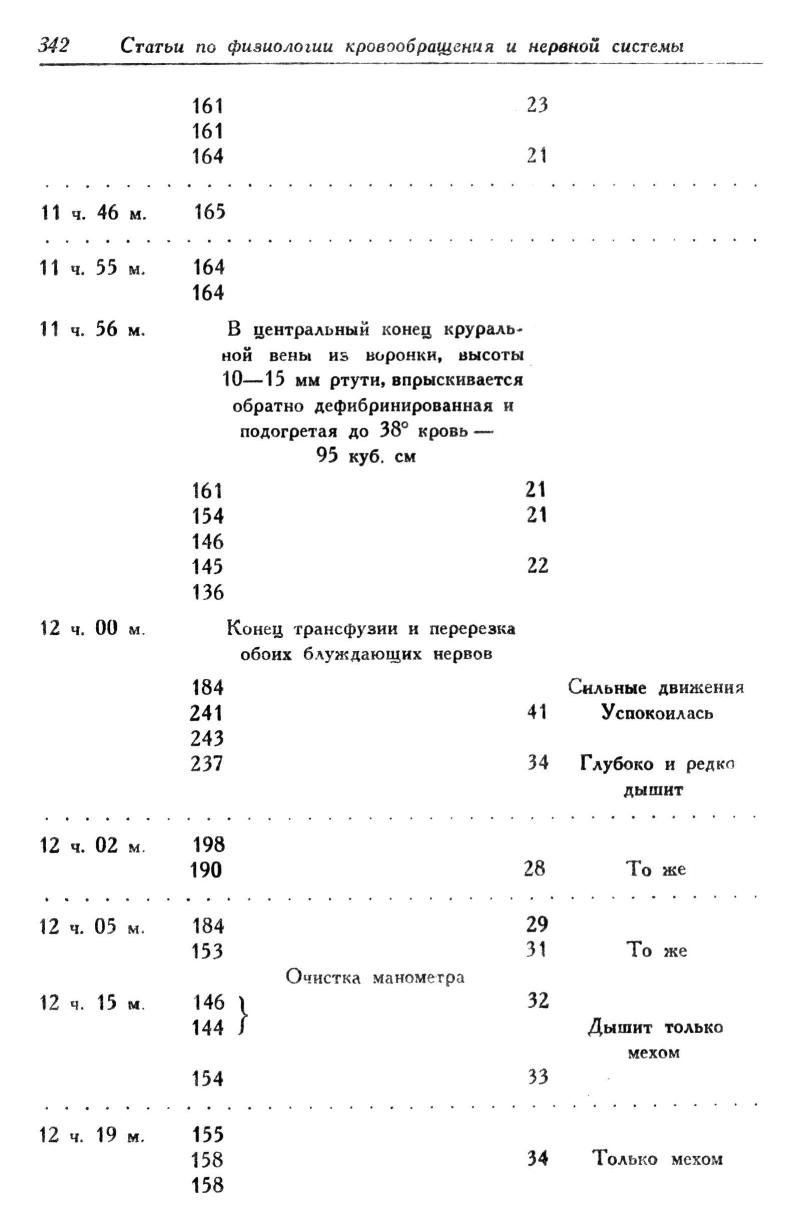 342 Статьи по физиологии кровообращения и нервной системы
161 23
161
164 21
11 ч. 46 м. 165
11 ч. 55 м. 164
164
11 ч. 56 м. В центральный конец крураль-
ной вены из воронки, высоты
10—15 мм ртути, впрыскивается
обратно дефибринированная и
подогретая до 38° кровь —
95 куб. см
161 21
154 21
146
145 22
136
12 ч. 00 м. Конец трансфузии и перерезка
обоих блуждающих нервов
184 Сильные движения
241 41 Успокоилась
243
237 34 Глубоко и редко
дышит
12 ч. 02 м. 198
190 28 То же
12 ч. 05 м. 184 29
153 31 То же
Очистка манометра
12 ч. 15 м. 146 } 32
144 Дышит только
мехом
154 33
12 ч. 19 м. 155
158 34 Только мехом
158